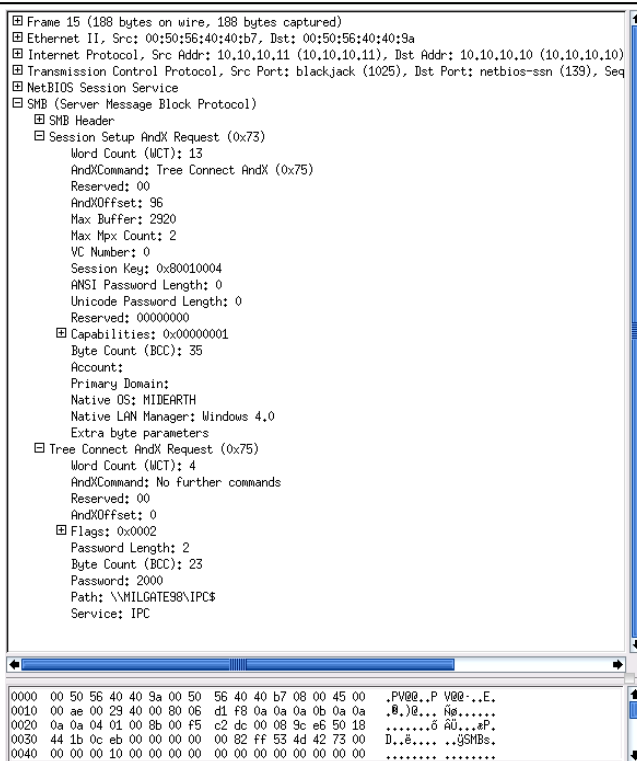 Frame 15 (188 bytes on wire, 188 bytes captured)
Ethernet II, Src: 00:50:56:40:40:b7, Dst: 00:50:56:40:40:9a
Internet Protocol, Src Addr: 10.10.10.11 (10.10.10.11), Dst Addr: 10.10.10.10 (10.10.10.10)
Transmission Control Protocol, Src Port: blackjack (1025), Dst Port: netbios-ssn (139), Seq
NetBIOS Session Service
SMB (Server Message Block Protocol)
SMB Header
Session Setup AndX Request (0x73)
Word Count (WCT): 13
AndXCommand: Tree Connect AndX (0x75)
Reserved: 00
AndXOffset: 96
Max Buffer: 2920
Max Mpx Count: 2
VC Number: 0
Session Key: 0x80010004
ANSI Password Length: 0
Unicode Password Length: 0
Reserved: 00000000
Capabilities: 0x00000001
Byte Count (BCC): 35
Account:
Primary Domain:
Native OS: MIDEARTH
Native LAN Manager: Windows 4.0
Extra byte parameters
Tree Connect AndX Request (0x75)
Word Count (WCT): 4
AndXCommand: No further commands
Reserved: 00
AndXOffset: 0
Flags: 0x0002
Password Length: 2
Byte Count (BCC): 23
Password: 2000
Path: \\MILGATE98\IPC$
Service: IPC
0000 00 50 56 40 40 9a 00 50 56 40 40 b7 08 00 45 00 .PV@@..P V@@·..E.
0010 00 ae 00 29 40 00 80 06 d1 f8 0a 0a 0a 0b 0a 0a .®.)@... Ñø......
0020 0a 0a 04 01 00 8b 00 f5 c2 dc 00 08 9c e6 50 18 .......õ ÂÜ...æP.
0030 44 1b 0c eb 00 00 00 00 00 82 ff 53 4d 42 73 00 D..ë.... ..ÿSMBs.
0040 00 00 00 10 00 00 00 00 00 00 00 00 00 00 00 00 ........ ........